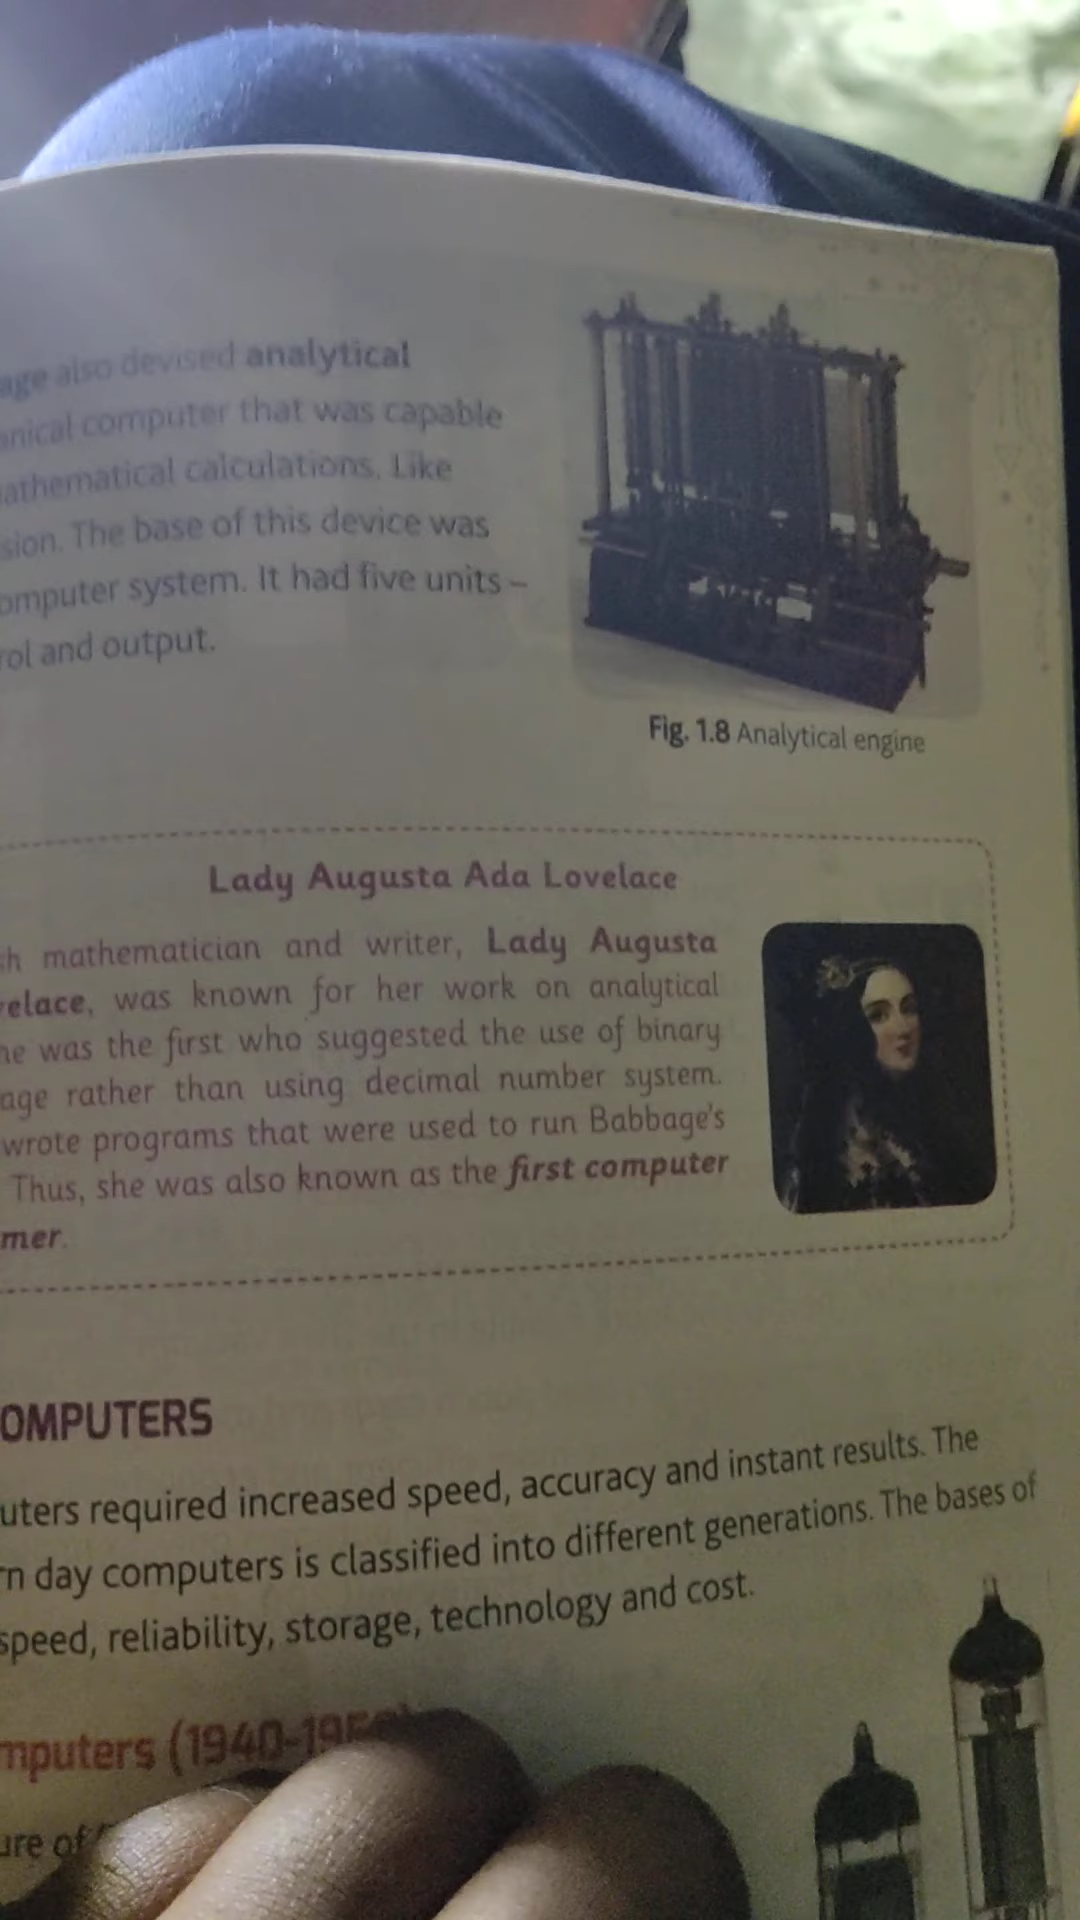 age also devised analytical
anical computer that was capable
athematical calculations. Like
sion. The base of this device was
omputer system. It had five units –
rol and output.
Fig. 1.8 Analytical engine
Lady Augusta Ada Lovelace
sh mathematician and writer, Lady Augusta
velace, was known for her work on analytical
he was the first who suggested the use of binary
age rather than using decimal number system.
wrote programs that were used to run Babbage's
Thus, she was also known as the first computer
mer.
OMPUTERS
uters required increased speed, accuracy and instant results. The
rn day computers is classified into different generations. The bases of
speed, reliability, storage, technology and cost.
mputers (1940-195
ure of